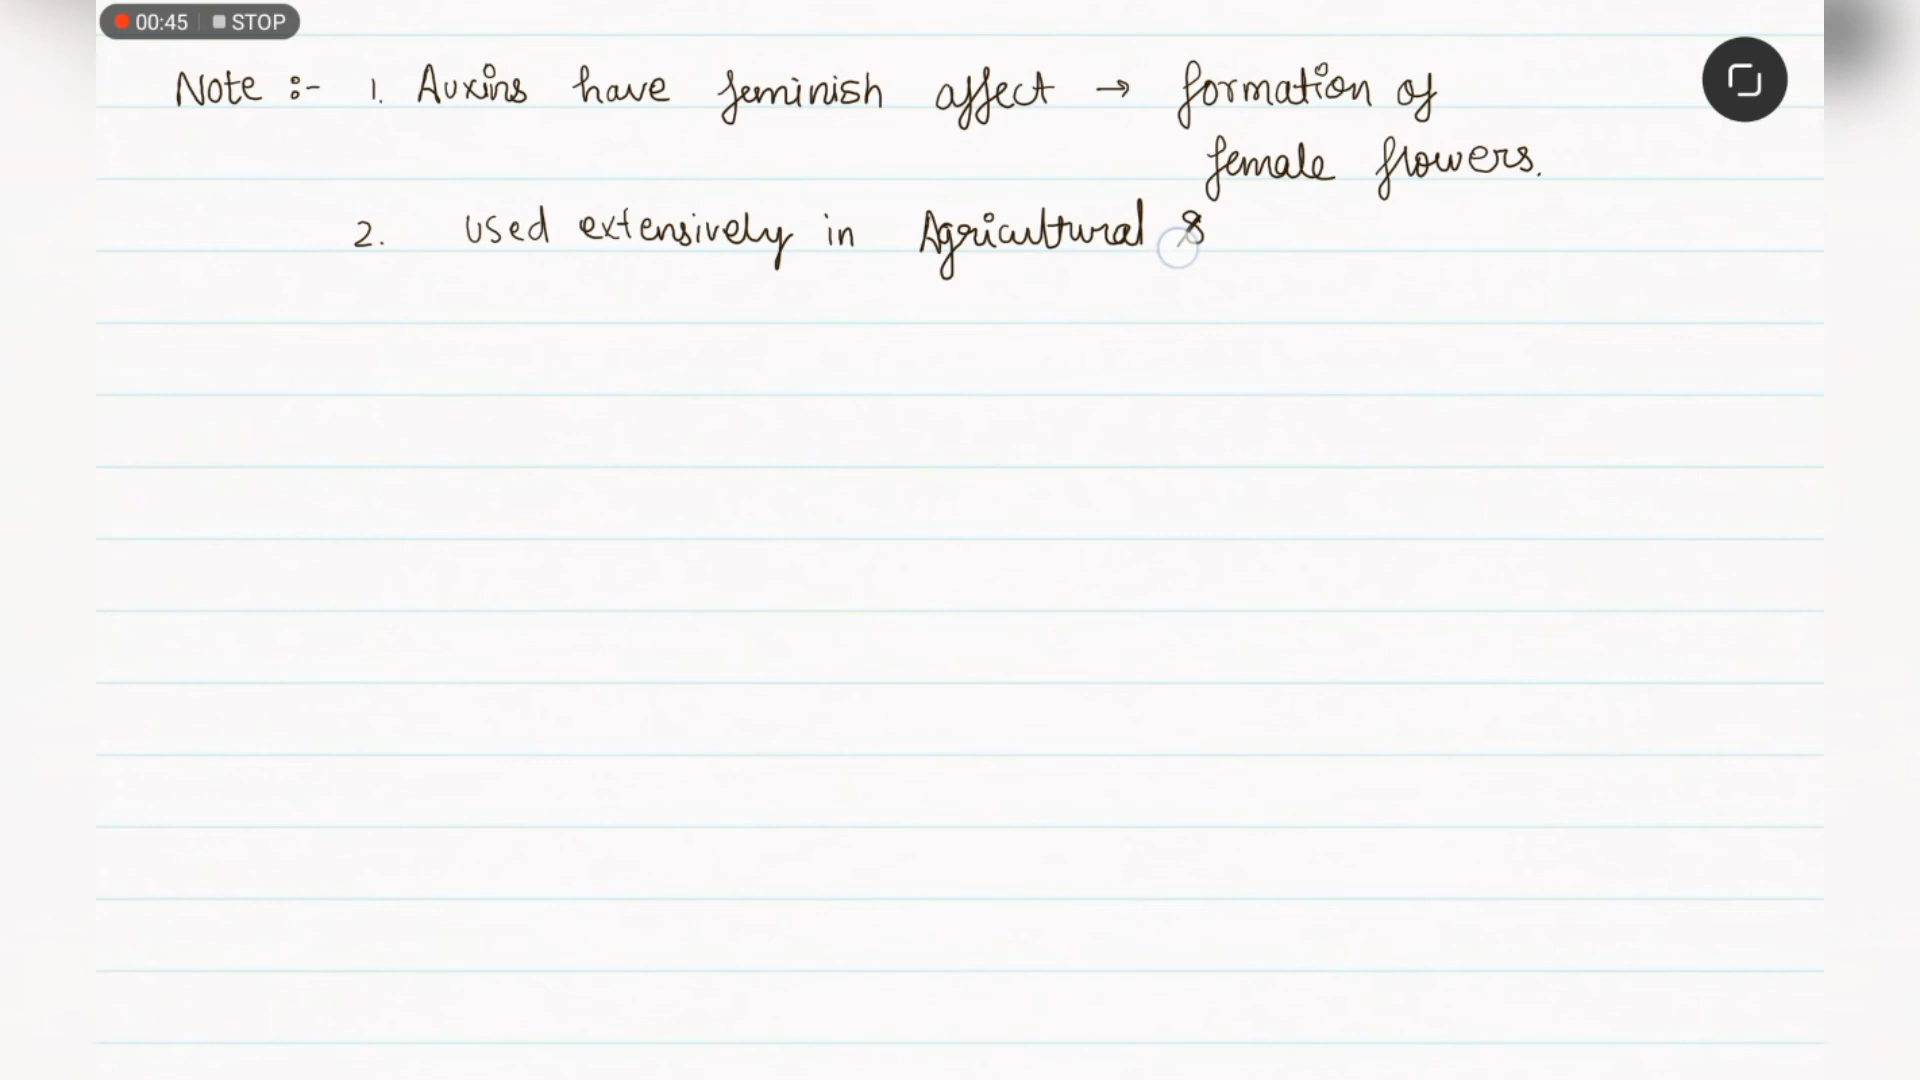 00:45 STOP
Note :- 1. Auxins have feminish affect → formation of
female flowers.
2. used extensively in Agricultural &